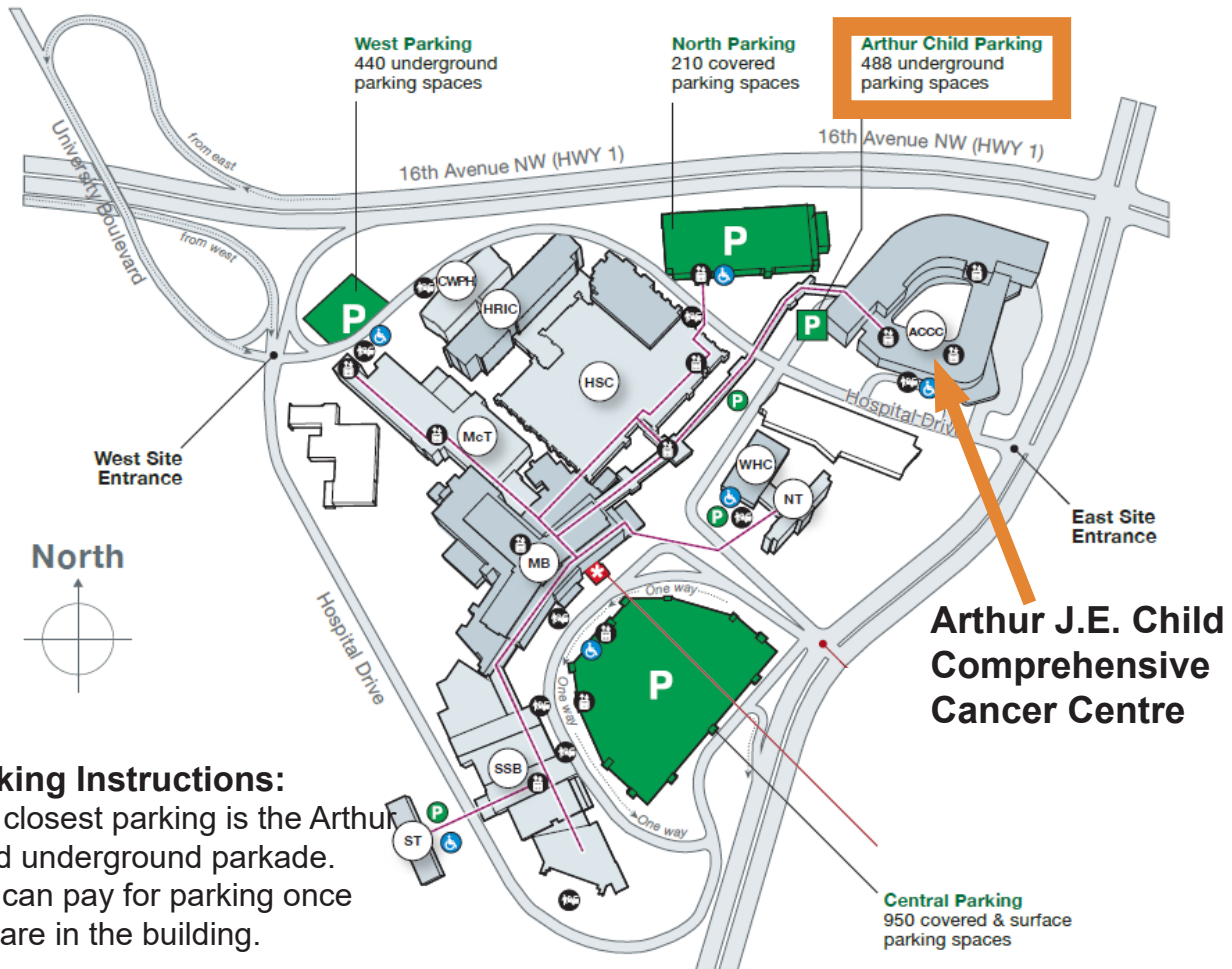 West Parking
440 underground
parking spaces
North Parking
210 covered
parking spaces
Arthur Child Parking
488 underground
parking spaces
16th Avenue NW (HWY 1)
16th Avenue NW (HWY 1)
University Boulevard
from east
from west
P
P
P
CWPH
HRIC
HSC
ACCC
McT
P
Hospital Drive
WHC
NT
P
West Site
Entrance
East Site
Entrance
North
MB
One way
One way
One way
P
Hospital Drive
Arthur J.E. Child
Comprehensive
Cancer Centre
SSB
ST
P
king Instructions:
closest parking is the Arthur
d underground parkade.
can pay for parking once
are in the building.
Central Parking
950 covered & surface
parking spaces